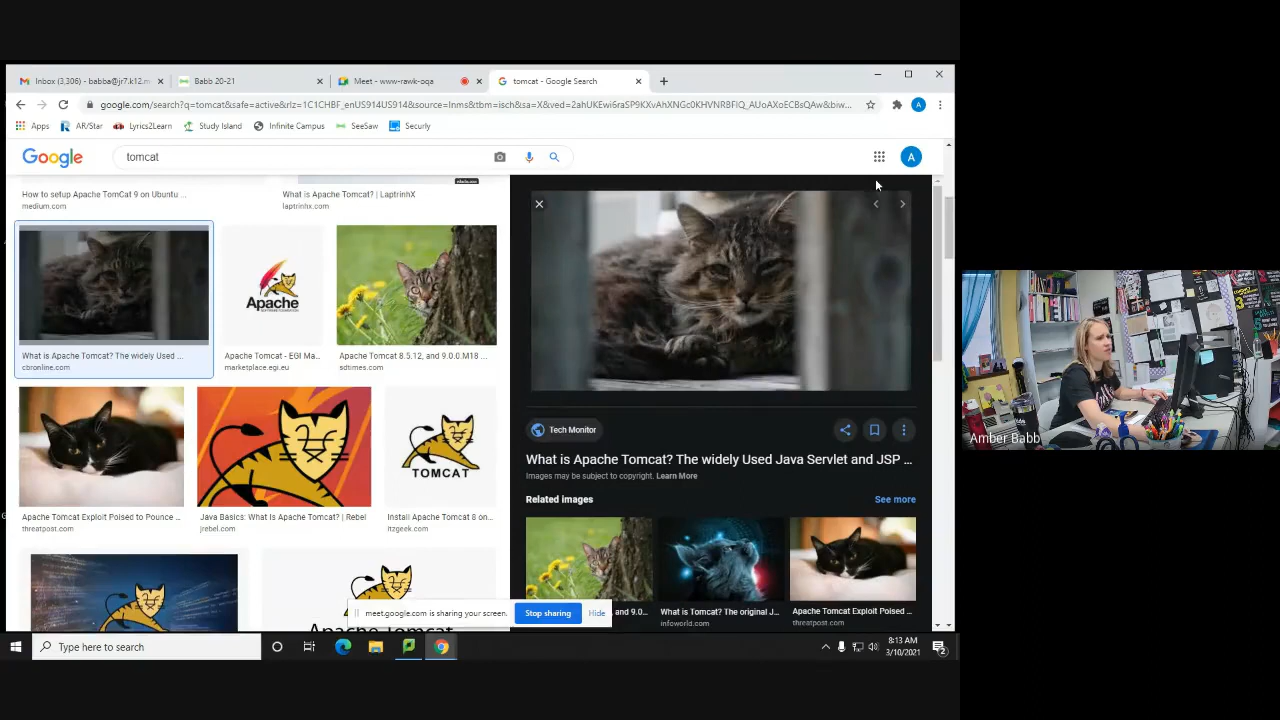 Inbox (3,306) - babba@jr7.k12.m
Babb 20-21
Meet - www-rawk-oqa
tomcat - Google Search
google.com/search?q=tomcat&safe=active&rlz=1C1CHBF_enUS914US914&source=lnms&tbm=isch&sa=X&ved=2ahUKEwi6raSP9KXvAhXNGc0KHVNR8FIQ_AUoAXoECBsQAw&biw...
Apps
AR/Star
Lyrics2Learn
Study Island
Infinite Campus
SeeSaw
Securly
Google
tomcat
A
How to setup Apache TomCat 9 on Ubuntu ...
medium.com
What is Apache Tomcat? | LaptrinhX
laptrinhx.com
What is Apache Tomcat? The widely Used ...
cbronline.com
Apache
Apache Tomcat - EGI Ma...
marketplace.egi.eu
Apache Tomcat 8.5.12, and 9.0.0.M18 ...
sdtimes.com
Apache Tomcat Exploit Poised to Pounce ...
threatpost.com
Java Basics: What Is Apache Tomcat? | Rebel
jrebel.com
TOMCAT
Install Apache Tomcat 8 on...
itzgeek.com
Apache Tomcat
Tech Monitor
What is Apache Tomcat? The widely Used Java Servlet and JSP ...
Images may be subject to copyright. Learn More
Related images
See more
and 9.0...
What is Tomcat? The original J...
infoworld.com
Apache Tomcat Exploit Poised ...
threatpost.com
meet.google.com is sharing your screen.
Stop sharing
Hide
Type here to search
8:13 AM
3/10/2021
2
Amber Babb